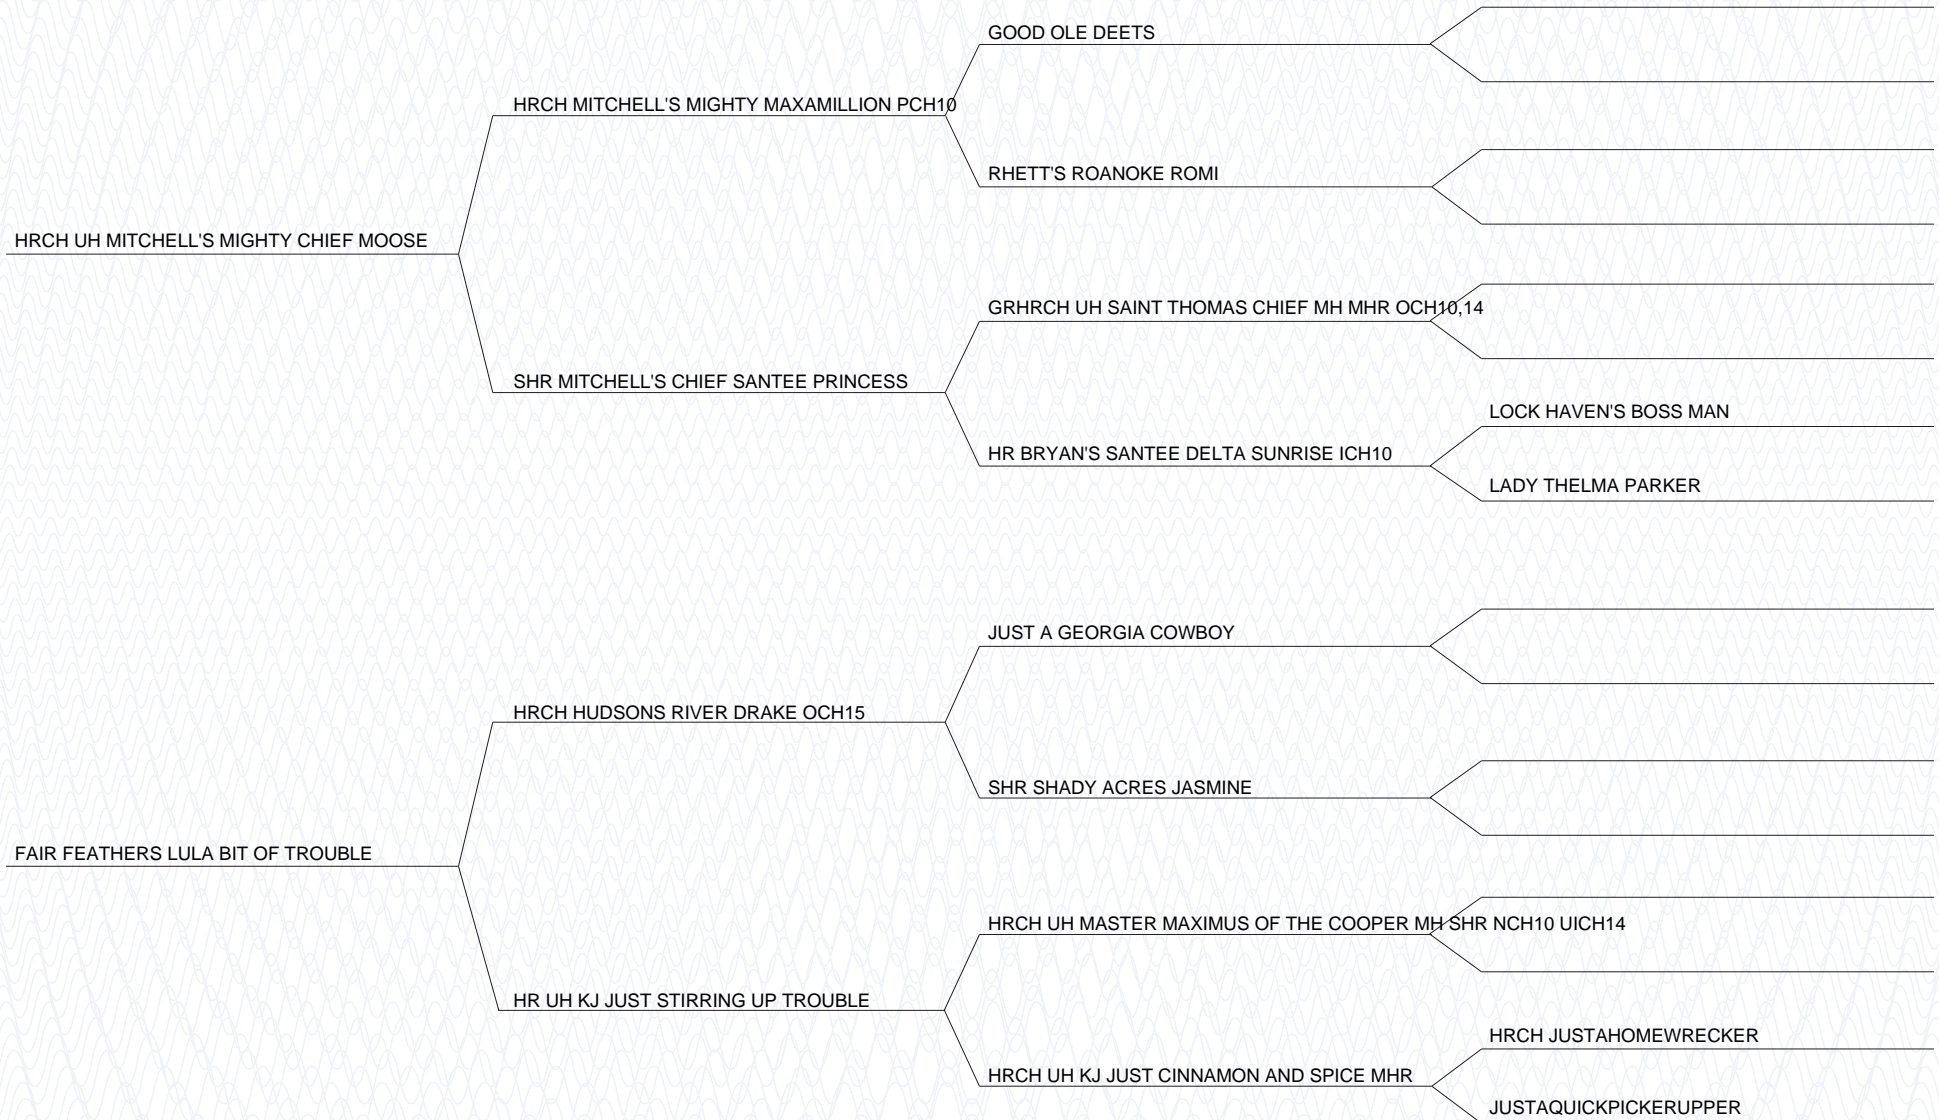 GOOD OLE DEETS
HRCH MITCHELL'S MIGHTY MAXAMILLION PCH10
RHETT'S ROANOKE ROMI
HRCH UH MITCHELL'S MIGHTY CHIEF MOOSE
GRHRCH UH SAINT THOMAS CHIEF MH MHR OCH10,14
SHR MITCHELL'S CHIEF SANTEE PRINCESS
LOCK HAVEN'S BOSS MAN
HR BRYAN'S SANTEE DELTA SUNRISE ICH10
LADY THELMA PARKER
JUST A GEORGIA COWBOY
HRCH HUDSONS RIVER DRAKE OCH15
SHR SHADY ACRES JASMINE
FAIR FEATHERS LULA BIT OF TROUBLE
HRCH UH MASTER MAXIMUS OF THE COOPER MH SHR NCH10 UICH14
HR UH KJ JUST STIRRING UP TROUBLE
HRCH JUSTAHOMEWRECKER
HRCH UH KJ JUST CINNAMON AND SPICE MHR
JUSTAQUICKPICKERUPPER